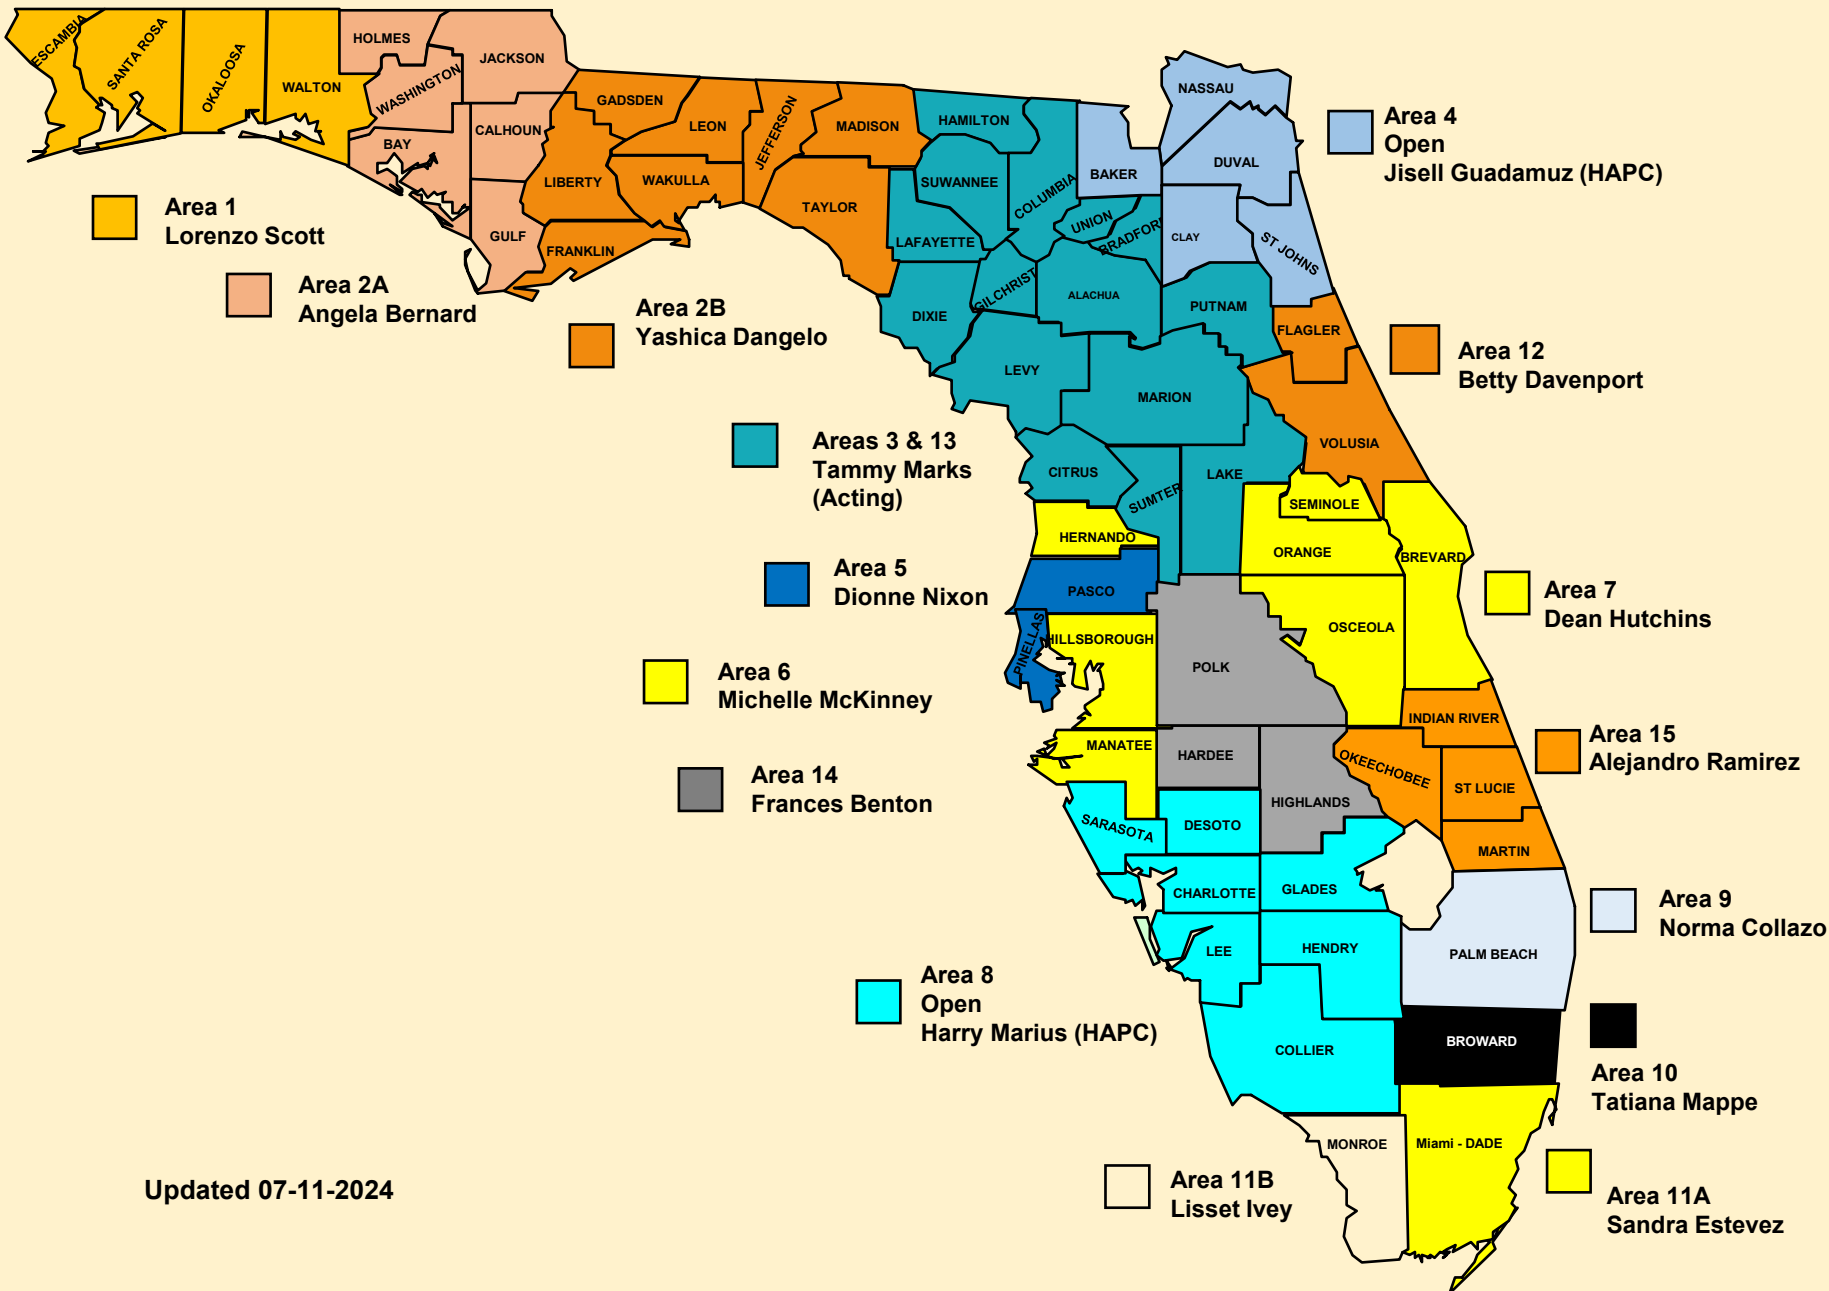 ESCAMBIA
SANTA ROSA
OKALOOSA
WALTON
HOLMES
WASHINGTON
JACKSON
BAY
CALHOUN
GULF
GADSDEN
LIBERTY
FRANKLIN
LEON
WAKULLA
JEFFERSON
MADISON
TAYLOR
HAMILTON
SUWANNEE
LAFAYETTE
COLUMBIA
DIXIE
GILCHRIST
UNION
BRADFOR
ALACHUA
BAKER
NASSAU
DUVAL
CLAY
ST JOHNS
PUTNAM
FLAGLER
LEVY
MARION
VOLUSIA
CITRUS
SUMTER
LAKE
HERNANDO
SEMINOLE
ORANGE
BREVARD
PASCO
PINELLAS
HILLSBOROUGH
POLK
OSCEOLA
MANATEE
HARDEE
HIGHLANDS
OKEECHOBEE
INDIAN RIVER
ST LUCIE
MARTIN
SARASOTA
DESOTO
CHARLOTTE
GLADES
LEE
HENDRY
PALM BEACH
COLLIER
BROWARD
MONROE
Miami - DADE
Area 1
Lorenzo Scott
Area 2A
Angela Bernard
Area 2B
Yashica Dangelo
Area 4
Open
Jisell Guadamuz (HAPC)
Area 12
Betty Davenport
Areas 3 & 13
Tammy Marks
(Acting)
Area 5
Dionne Nixon
Area 7
Dean Hutchins
Area 6
Michelle McKinney
Area 14
Frances Benton
Area 15
Alejandro Ramirez
Area 9
Norma Collazo
Area 8
Open
Harry Marius (HAPC)
Area 10
Tatiana Mappe
Area 11B
Lisset Ivey
Area 11A
Sandra Estevez
Updated 07-11-2024